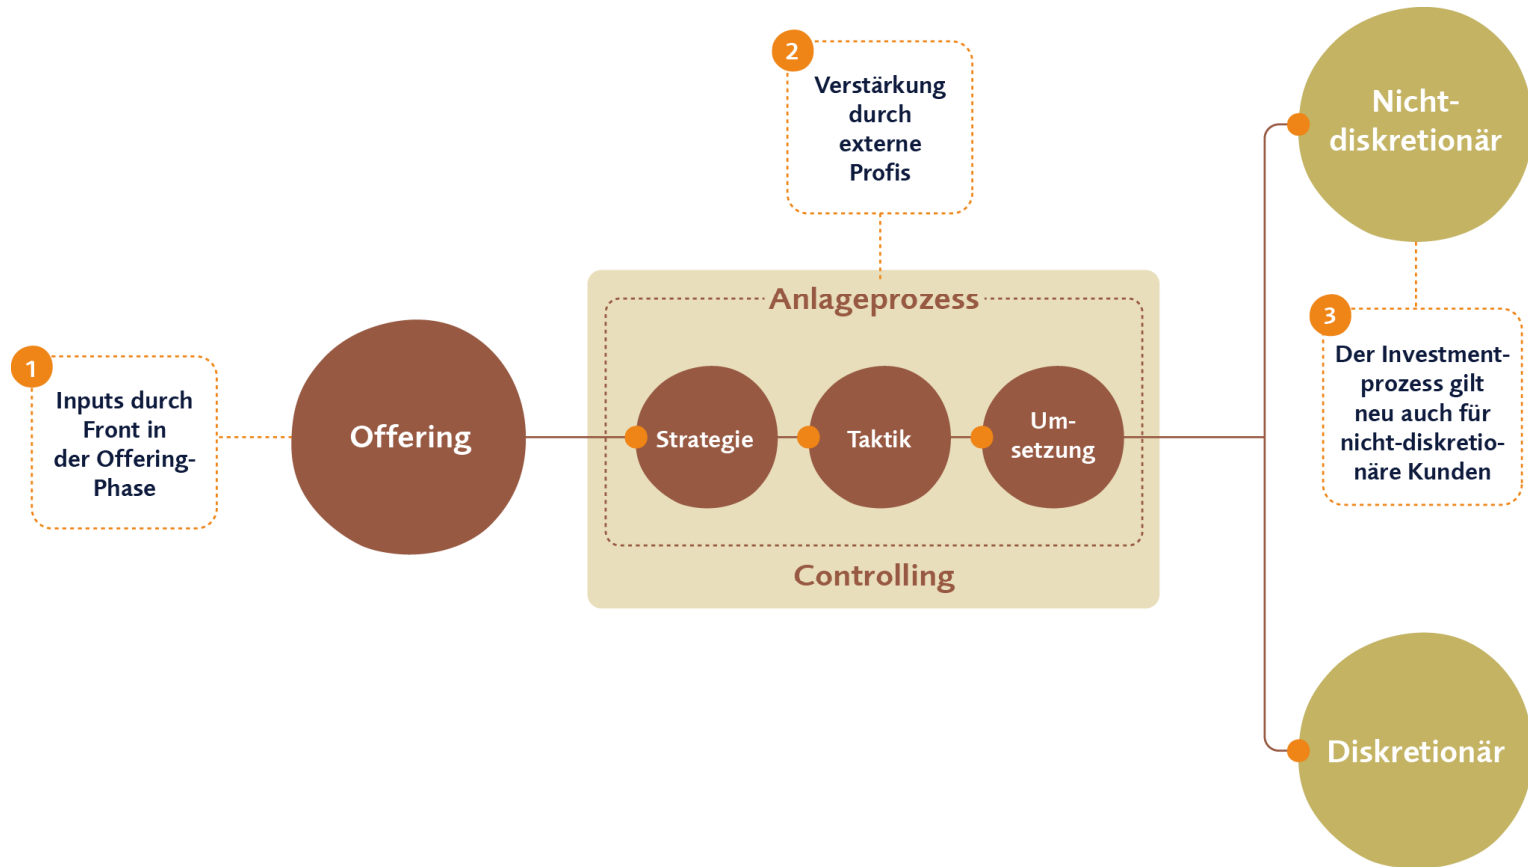 1
Inputs durch
Front in
der Offering-
Phase
Offering
2
Verstärkung
durch
externe
Profis
Anlageprozess
Strategie
Taktik
Um-
setzung
Controlling
Nicht-
diskretionär
3
Der Investment-
prozess gilt
neu auch für
nicht-diskretio-
näre Kunden
Diskretionär